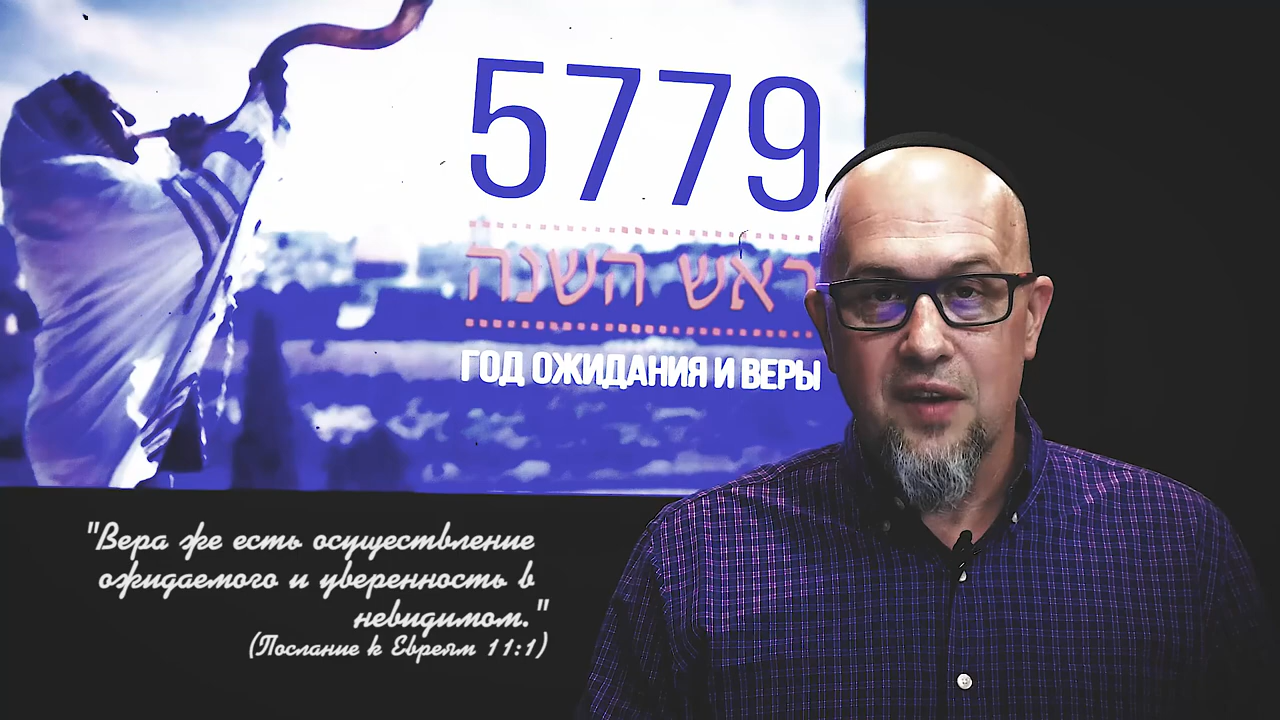 5779
ראש השנה
ГОД ОЖИДАНИЯ И ВЕРЫ
"Вера же есть осуществление
ожидаемого и уверенность в
невидимом."
(Послание к Евреям 11:1)